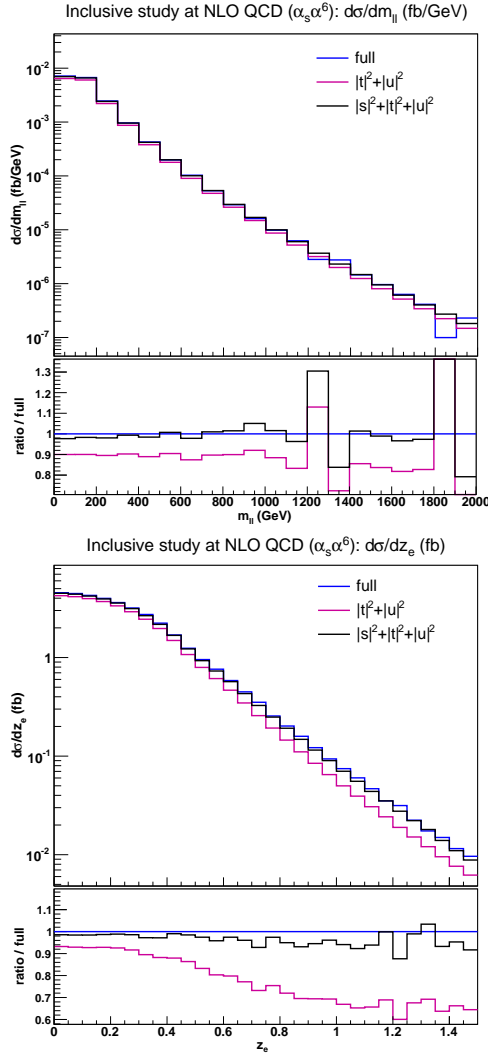 Inclusive study at NLO QCD (αₛα⁶): dσ/dm_ll (fb/GeV)
full
|t|²+|u|²
|s|²+|t|²+|u|²
dσ/dm_ll (fb/GeV)
10⁻²
10⁻³
10⁻⁴
10⁻⁵
10⁻⁶
10⁻⁷
ratio / full
1.3
1.2
1.1
1
0.9
0.8
0 200 400 600 800 1000 1200 1400 1600 1800 2000
m_ll (GeV)
Inclusive study at NLO QCD (αₛα⁶): dσ/dzₑ (fb)
full
|t|²+|u|²
|s|²+|t|²+|u|²
dσ/dzₑ (fb)
1
10⁻¹
10⁻²
ratio / full
1.1
1
0.9
0.8
0.7
0.6
0 0.2 0.4 0.6 0.8 1 1.2 1.4
zₑ